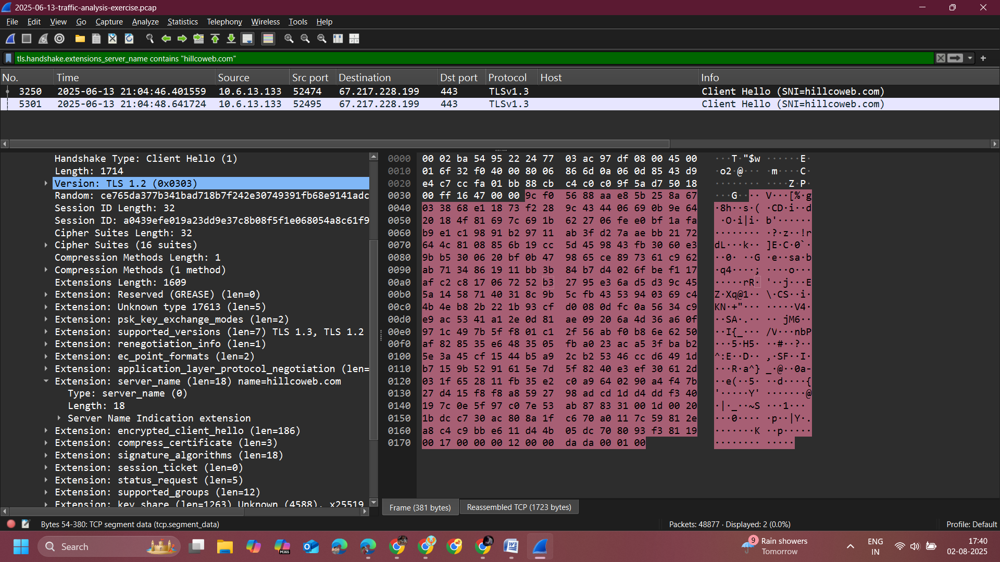 2025-06-13-traffic-analysis-exercise.pcap
File Edit View Go Capture Analyze Statistics Telephony Wireless Tools Help
tls.handshake.extensions_server_name contains "hillcoweb.com"
No. Time Source Src port Destination Dst port Protocol Host Info
3250 2025-06-13 21:04:46.401559 10.6.13.133 52474 67.217.228.199 443 TLSv1.3 Client Hello (SNI=hillcoweb.com)
5301 2025-06-13 21:04:48.641724 10.6.13.133 52495 67.217.228.199 443 TLSv1.3 Client Hello (SNI=hillcoweb.com)
Handshake Type: Client Hello (1)
Length: 1714
Version: TLS 1.2 (0x0303)
Random: ce765da377b341bad718b7f242e30749391fb68e9141adc
Session ID Length: 32
Session ID: a0439efe019a23dd9e37c8b08f5f1e068054a8c61f9
Cipher Suites Length: 32
Cipher Suites (16 suites)
Compression Methods Length: 1
Compression Methods (1 method)
Extensions Length: 1609
Extension: Reserved (GREASE) (len=0)
Extension: Unknown type 17613 (len=5)
Extension: psk_key_exchange_modes (len=2)
Extension: supported_versions (len=7) TLS 1.3, TLS 1.2
Extension: renegotiation_info (len=1)
Extension: ec_point_formats (len=2)
Extension: application_layer_protocol_negotiation (len=
Extension: server_name (len=18) name=hillcoweb.com
Type: server_name (0)
Length: 18
Server Name Indication extension
Extension: encrypted_client_hello (len=186)
Extension: compress_certificate (len=3)
Extension: signature_algorithms (len=18)
Extension: session_ticket (len=0)
Extension: status_request (len=5)
Extension: supported_groups (len=12)
Extension: key_share (len=1263) Unknown (4588), x25519
0000 00 02 ba 54 95 22 24 77 03 ac 97 df 08 00 45 00 ···T·"$w ······E·
0010 01 6f 32 f0 40 00 80 06 86 6d 0a 06 0d 85 43 d9 ·o2·@··· ·m····C·
0020 e4 c7 cc fa 01 bb 88 cb c4 c0 c0 9f 5a d7 50 18 ········ ····Z·P·
0030 00 ff 16 47 00 00 9c f0 56 88 aa e8 5b 25 8a 67 ···G···· V···[%·g
0040 03 38 68 e1 18 73 f2 28 9c 43 44 06 69 0b 9e 64 ·8h··s·( ·CD·i··d
0050 20 18 4f 81 69 7c 69 1b 62 27 06 fe e0 bf 1a fa  ·O·i|i· b'······
0060 b9 e1 c1 98 91 b2 97 11 ab 3f d2 7a ae bb 21 72 ········ ·?·z··!r
0070 64 4c 81 08 85 6b 19 cc 5d 45 98 43 fb 30 60 e3 dL···k·· ]E·C·0`·
0080 9b b5 30 06 20 bf 0b 47 98 65 ce 89 73 61 c9 62 ··0· ··G ·e··sa·b
0090 ab 71 34 86 19 11 bb 3b 84 b7 d4 02 6f be f1 17 ·q4····; ····o···
00a0 af c2 c8 17 06 72 52 b3 27 95 e3 6a d5 d3 9c 45 ·····rR· '··j···E
00b0 5a 14 58 71 40 31 8c 9b 5c fb 43 53 94 03 69 c4 Z·Xq@1·· \·CS··i·
00c0 4b 4e b8 2b 22 1b 93 cf d0 08 0d fc 0a 56 34 c9 KN·+"··· ·····V4·
00d0 e9 ac 53 41 a1 2e 0d 81 ae 09 20 6a 4d 36 a6 0f ··SA·.·· ·· jM6··
00e0 97 1c 49 7b 5f f8 01 c1 2f 56 ab f0 b8 6e 62 50 ··I{_··· /V···nbP
00f0 af 82 85 35 e6 48 35 05 fb a0 23 ac a5 3f ba b2 ···5·H5· ··#··?··
0100 5e 3a 45 cf 15 44 b5 a9 2c b2 53 46 cc d6 49 1d ^:E··D·· ,·SF··I·
0110 b7 15 9b 52 91 61 5e 7d 5f 82 40 e3 ef 30 61 2d ···R·a^} _·@··0a-
0120 03 1f 65 28 11 fb 35 e2 c0 a9 64 02 90 a4 f4 7b ··e(··5· ··d····{
0130 27 d4 15 f8 f8 a8 59 27 98 ad cd 1d d4 dd f3 40 '·····Y' ·······@
0140 19 7c 0e 5f 97 c0 7e 53 ab 87 83 31 00 1d 00 20 ·|·_··~S ···1··· 
0150 1b dc c7 30 ac 80 8a 1f c6 70 a0 11 7c 59 81 2e ···0···· ·p··|Y·.
0160 a8 c4 c9 bb e6 11 d4 4b 05 dc 70 80 93 f3 81 19 ·······K ··p·····
0170 00 17 00 00 00 12 00 00 da da 00 01 00 ········ ·····
Frame (381 bytes) Reassembled TCP (1723 bytes)
Bytes 54-380: TCP segment data (tcp.segment_data) Packets: 48877 · Displayed: 2 (0.0%) Profile: Default
Search
M365
9
Rain showers
Tomorrow
ENG
IN
17:40
02-08-2025